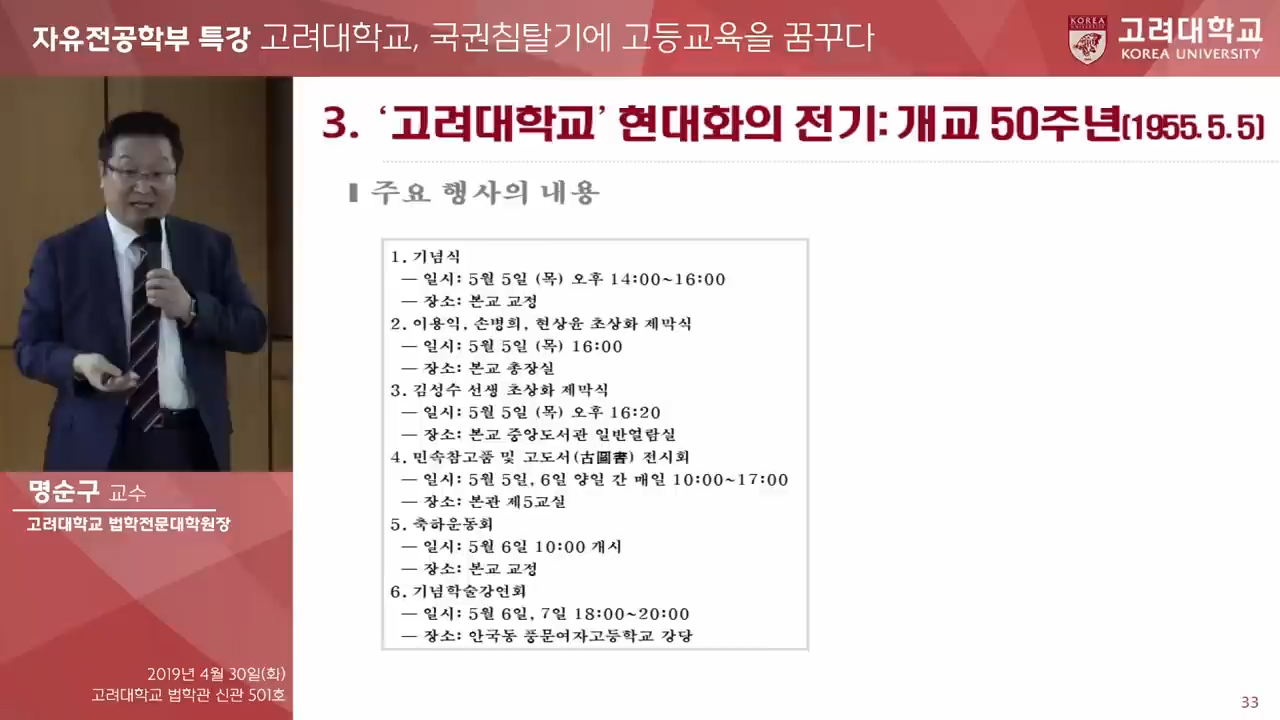 자유전공학부 특강 고려대학교, 국권침탈기에 고등교육을 꿈꾸다
KOREA
고려대학교
KOREA UNIVERSITY
3. ‘고려대학교’ 현대화의 전기: 개교 50주년(1955. 5. 5)
주요 행사의 내용
1. 기념식
— 일시: 5월 5일 (목) 오후 14:00~16:00
— 장소: 본교 교정
2. 이용익, 손병희, 현상윤 초상화 제막식
— 일시: 5월 5일 (목) 16:00
— 장소: 본교 총장실
3. 김성수 선생 초상화 제막식
— 일시: 5월 5일 (목) 오후 16:20
— 장소: 본교 중앙도서관 일반열람실
4. 민속참고품 및 고도서(古圖書) 전시회
— 일시: 5월 5일, 6일 양일 간 매일 10:00~17:00
— 장소: 본관 제5교실
5. 축하운동회
— 일시: 5월 6일 10:00 개시
— 장소: 본교 교정
6. 기념학술강연회
— 일시: 5월 6일, 7일 18:00~20:00
— 장소: 안국동 풍문여자고등학교 강당
명순구 교수
고려대학교 법학전문대학원장
2019년 4월 30일(화)
고려대학교 법학관 신관 501호
33